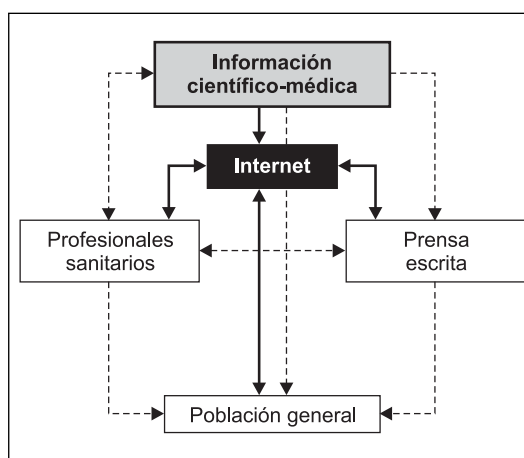 Información
científico-médica
Internet
Profesionales
sanitarios
Prensa
escrita
Población general